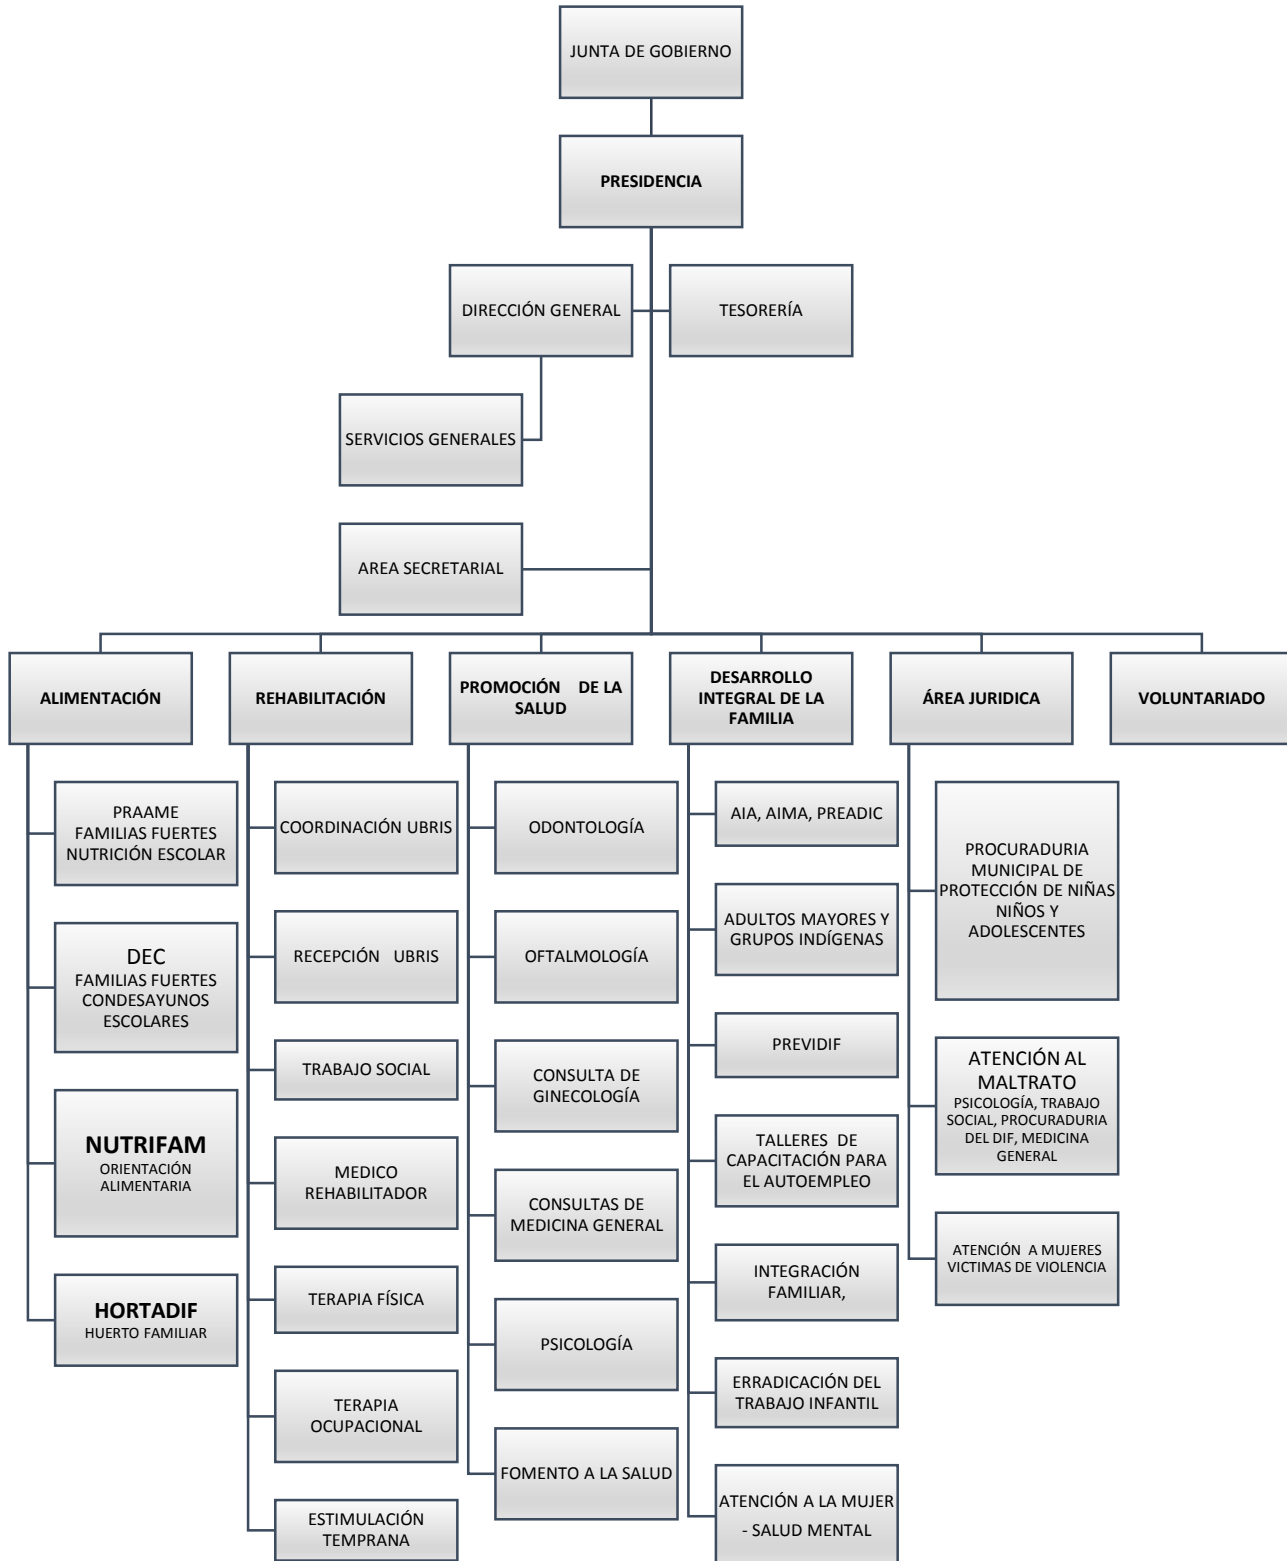 JUNTA DE GOBIERNO
PRESIDENCIA
DIRECCIÓN GENERAL
TESORERÍA
SERVICIOS GENERALES
AREA SECRETARIAL
ALIMENTACIÓN
PRAAME
FAMILIAS FUERTES
NUTRICIÓN ESCOLAR
DEC
FAMILIAS FUERTES
CONDESAYUNOS
ESCOLARES
NUTRIFAM
ORIENTACIÓN
ALIMENTARIA
HORTADIF
HUERTO FAMILIAR
REHABILITACIÓN
COORDINACIÓN UBRIS
RECEPCIÓN UBRIS
TRABAJO SOCIAL
MEDICO
REHABILITADOR
TERAPIA FÍSICA
TERAPIA
OCUPACIONAL
ESTIMULACIÓN
TEMPRANA
PROMOCIÓN DE LA
SALUD
ODONTOLOGÍA
OFTALMOLOGÍA
CONSULTA DE
GINECOLOGÍA
CONSULTAS DE
MEDICINA GENERAL
PSICOLOGÍA
FOMENTO A LA SALUD
DESARROLLO
INTEGRAL DE LA
FAMILIA
AIA, AIMA, PREADIC
ADULTOS MAYORES Y
GRUPOS INDÍGENAS
PREVIDIF
TALLERES DE
CAPACITACIÓN PARA
EL AUTOEMPLEO
INTEGRACIÓN
FAMILIAR,
ERRADICACIÓN DEL
TRABAJO INFANTIL
ATENCIÓN A LA MUJER
- SALUD MENTAL
ÁREA JURIDICA
PROCURADURIA
MUNICIPAL DE
PROTECCIÓN DE NIÑAS
NIÑOS Y
ADOLESCENTES
ATENCIÓN AL
MALTRATO
PSICOLOGÍA, TRABAJO
SOCIAL, PROCURADURIA
DEL DIF, MEDICINA
GENERAL
ATENCIÓN A MUJERES
VICTIMAS DE VIOLENCIA
VOLUNTARIADO